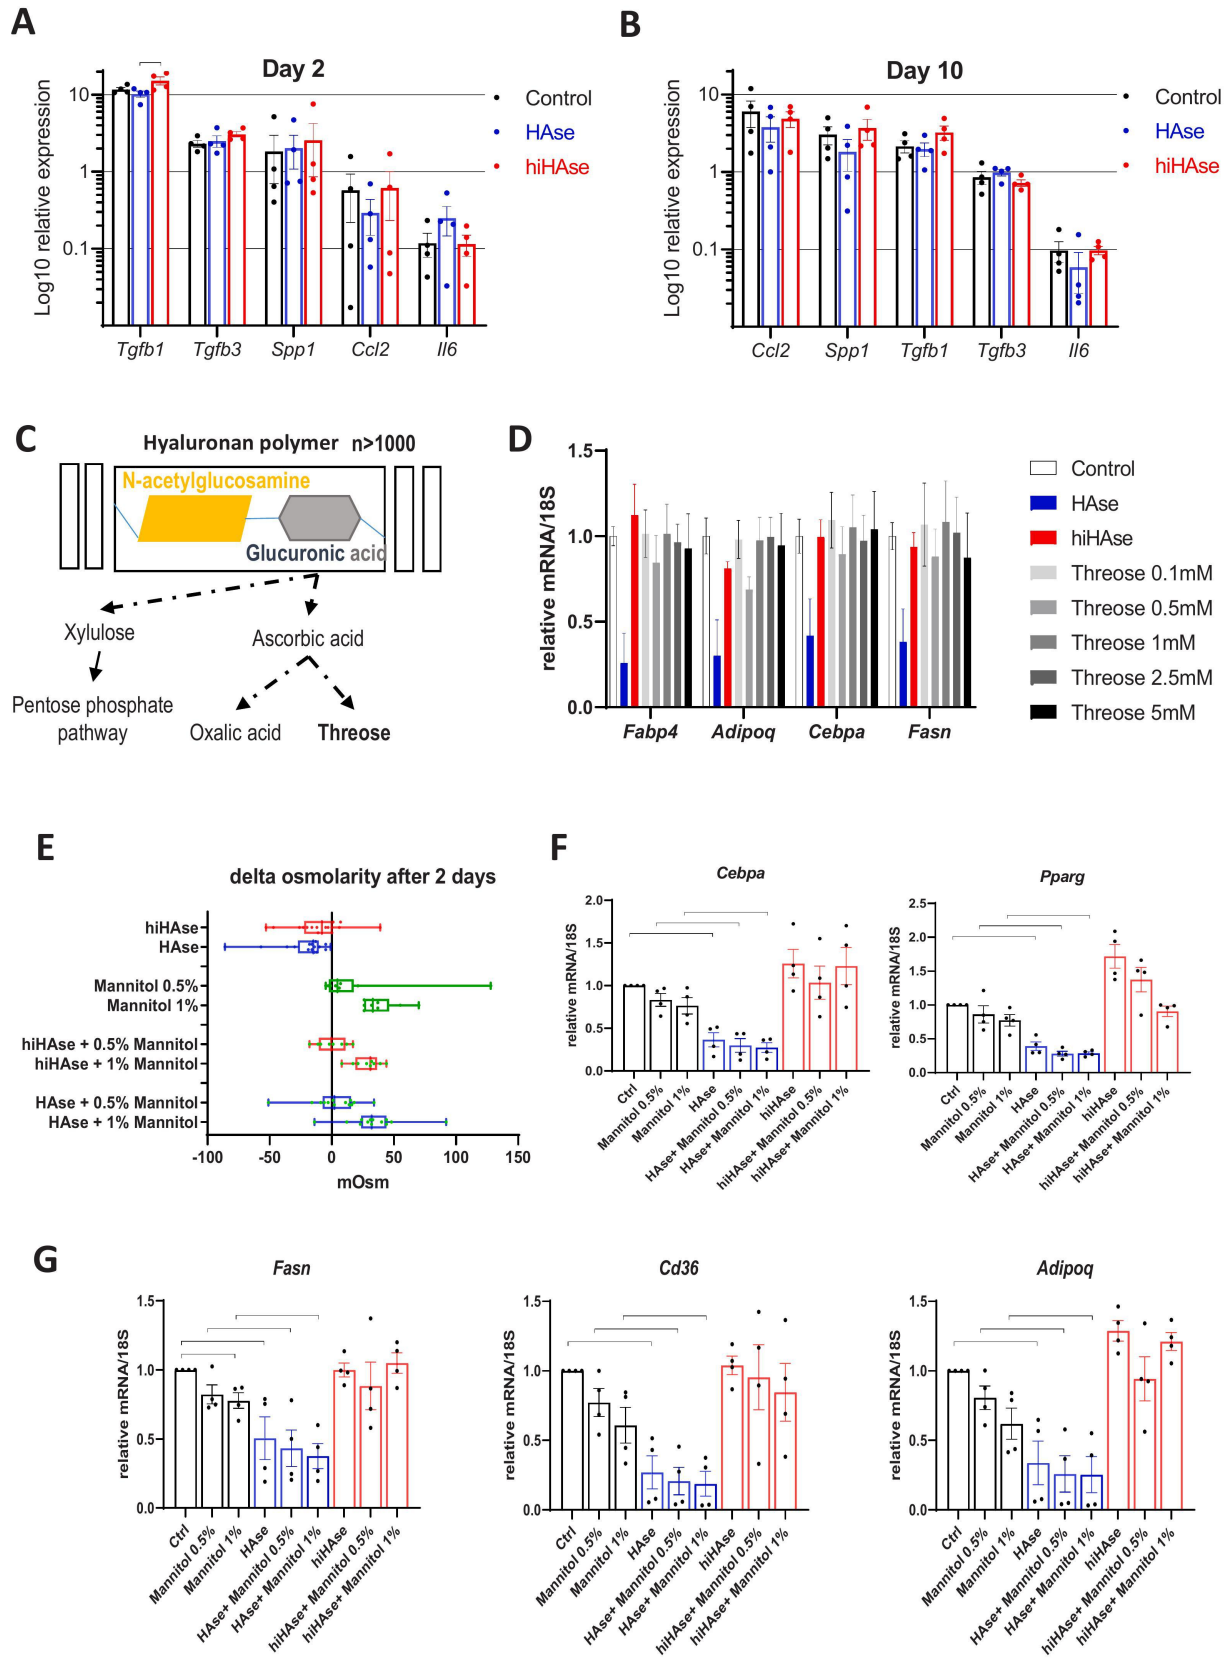 A
Day 2
Log10 relative expression
10
1
0.1
Tgfb1 Tgfb3 Spp1 Ccl2 Il6
Control
HAse
hiHAse
B
Day 10
Log10 relative expression
10
1
0.1
Ccl2 Spp1 Tgfb1 Tgfb3 Il6
Control
HAse
hiHAse
C
Hyaluronan polymer n>1000
N-acetylglucosamine
Glucuronic acid
Xylulose
Ascorbic acid
Pentose phosphate
pathway
Oxalic acid
Threose
D
relative mRNA/18S
1.5
1.0
0.5
0.0
Fabp4 Adipoq Cebpa Fasn
Control
HAse
hiHAse
Threose 0.1mM
Threose 0.5mM
Threose 1mM
Threose 2.5mM
Threose 5mM
E
delta osmolarity after 2 days
hiHAse
HAse
Mannitol 0.5%
Mannitol 1%
hiHAse + 0.5% Mannitol
hiHAse + 1% Mannitol
HAse + 0.5% Mannitol
HAse + 1% Mannitol
-100 -50 0 50 100 150
mOsm
F
Cebpa
relative mRNA/18S
2.0
1.5
1.0
0.5
0.0
Ctrl
Mannitol 0.5%
Mannitol 1%
HAse
HAse+ Mannitol 0.5%
HAse+ Mannitol 1%
hiHAse
hiHAse+ Mannitol 0.5%
hiHAse+ Mannitol 1%
Pparg
relative mRNA/18S
2.5
2.0
1.5
1.0
0.5
0.0
Ctrl
Mannitol 0.5%
Mannitol 1%
HAse
HAse+ Mannitol 0.5%
HAse+ Mannitol 1%
hiHAse
hiHAse+ Mannitol 0.5%
hiHAse+ Mannitol 1%
G
Fasn
relative mRNA/18S
1.5
1.0
0.5
0.0
Ctrl
Mannitol 0.5%
Mannitol 1%
HAse
HAse+ Mannitol 0.5%
HAse+ Mannitol 1%
hiHAse
hiHAse+ Mannitol 0.5%
hiHAse+ Mannitol 1%
Cd36
relative mRNA/18S
1.5
1.0
0.5
0.0
Ctrl
Mannitol 0.5%
Mannitol 1%
HAse
HAse+ Mannitol 0.5%
HAse+ Mannitol 1%
hiHAse
hiHAse+ Mannitol 0.5%
hiHAse+ Mannitol 1%
Adipoq
relative mRNA/18S
1.5
1.0
0.5
0.0
Ctrl
Mannitol 0.5%
Mannitol 1%
HAse
HAse+ Mannitol 0.5%
HAse+ Mannitol 1%
hiHAse
hiHAse+ Mannitol 0.5%
hiHAse+ Mannitol 1%